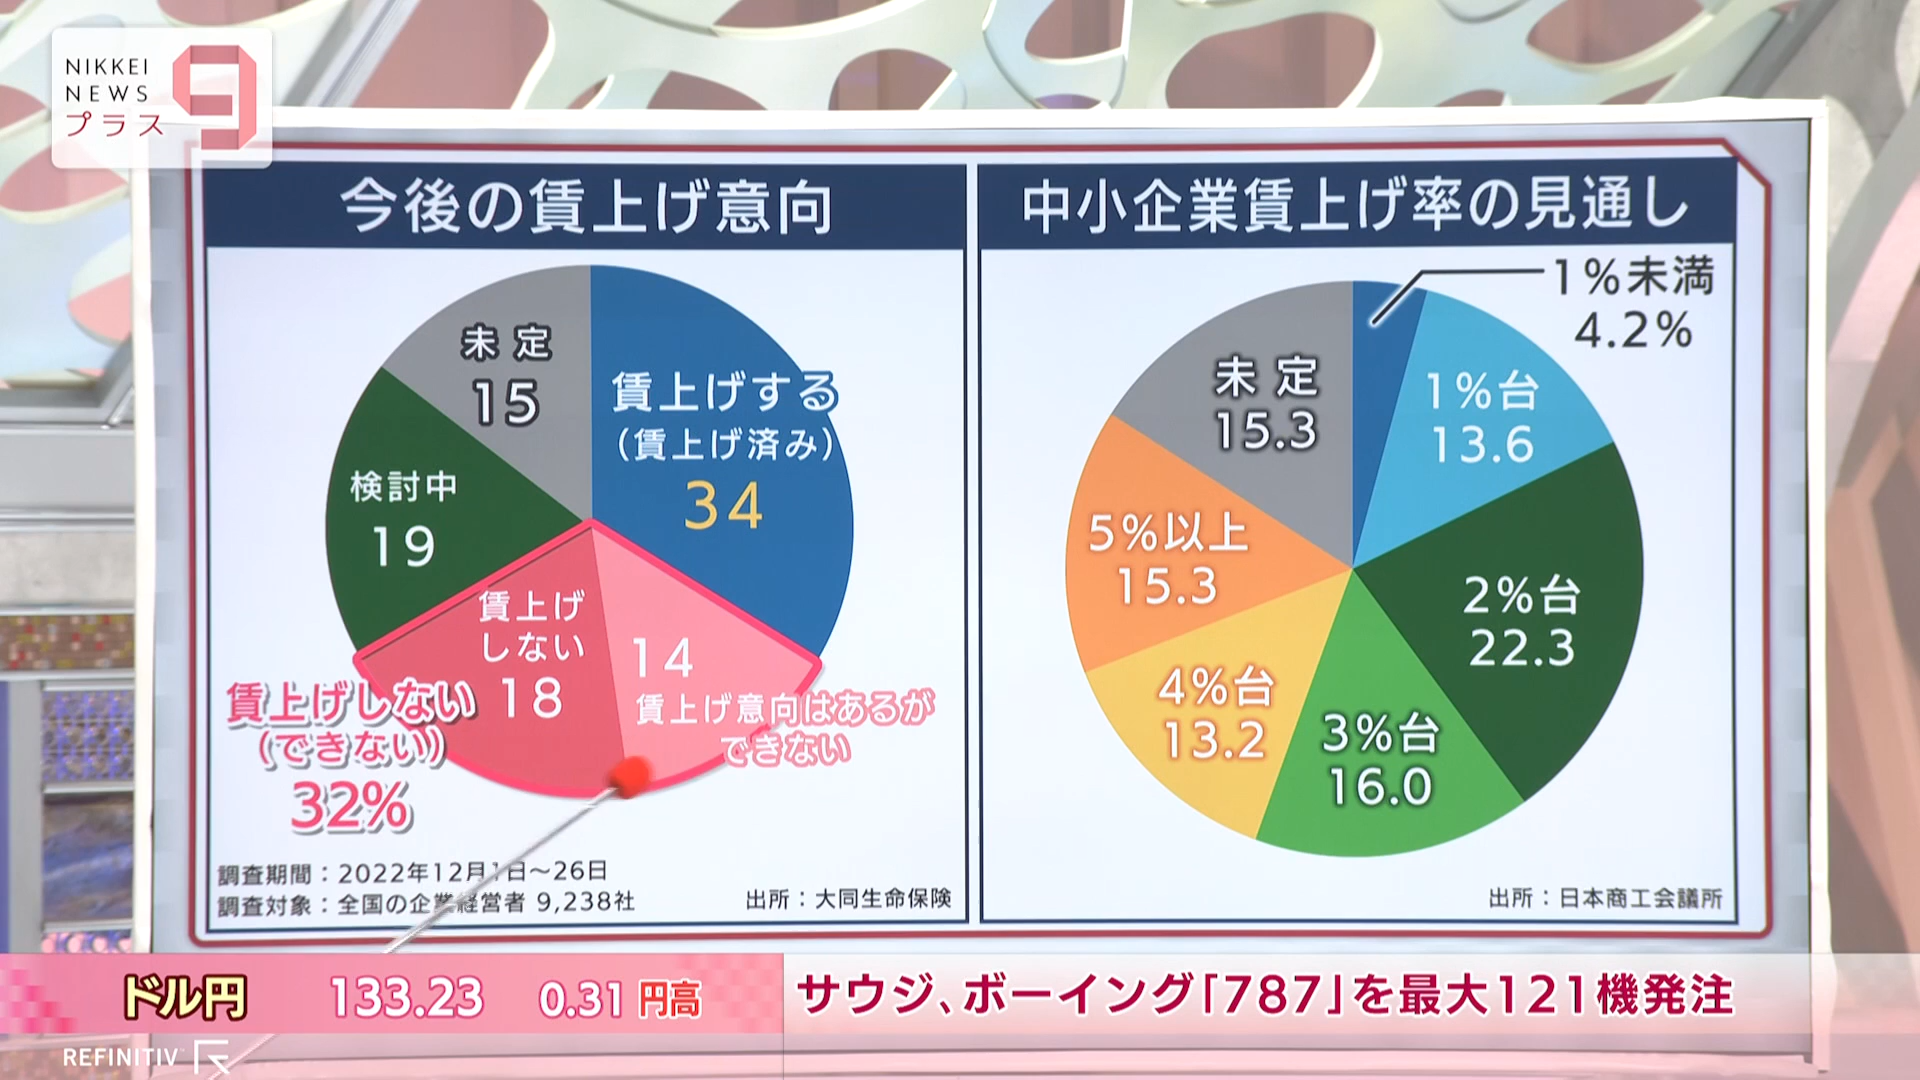 NIKKEI
NEWS
プラス
9
今後の賃上げ意向
未定
15
賃上げする
(賃上げ済み)
34
検討中
19
賃上げ
しない
18
14
賃上げ意向はあるが
できない
賃上げしない
(できない)
32%
調査期間:2022年12月1日〜26日
調査対象:全国の企業経営者 9,238社
出所:大同生命保険
中小企業賃上げ率の見通し
1%未満
4.2%
1%台
13.6
2%台
22.3
3%台
16.0
4%台
13.2
5%以上
15.3
未定
15.3
出所:日本商工会議所
ドル円 133.23 0.31円高
サウジ、ボーイング「787」を最大121機発注
REFINITIV